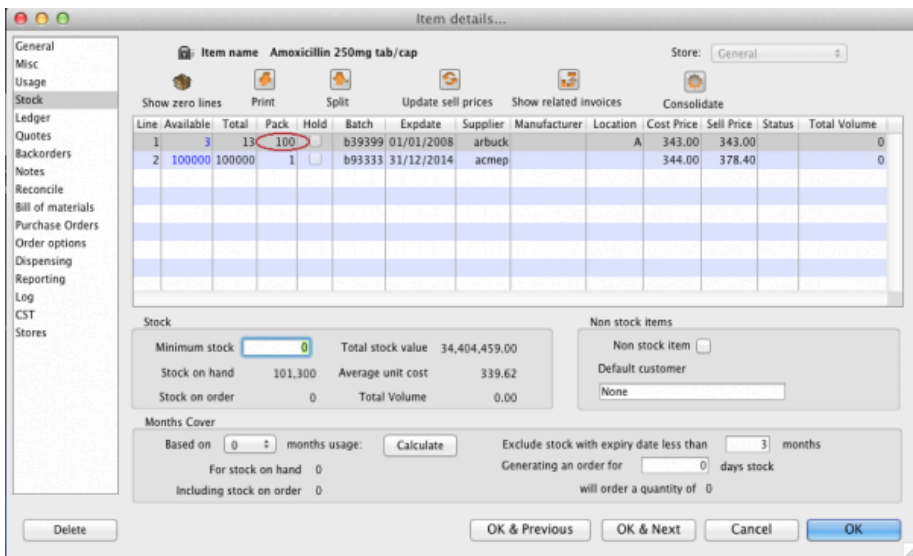 Item details...
General
Misc
Usage
Stock
Ledger
Quotes
Backorders
Notes
Reconcile
Bill of materials
Purchase Orders
Order options
Dispensing
Reporting
Log
CST
Stores
Item name Amoxicillin 250mg tab/cap
Store: General
Show zero lines Print Split Update sell prices Show related invoices Consolidate
Line Available Total Pack Hold Batch Expdate Supplier Manufacturer Location Cost Price Sell Price Status Total Volume
1 3 13 100 b39399 01/01/2008 arbuck A 343.00 343.00 0
2 100000 100000 1 b93333 31/12/2014 acmep 344.00 378.40 0
Stock
Minimum stock 0 Total stock value 34,404,459.00
Stock on hand 101,300 Average unit cost 339.62
Stock on order 0 Total Volume 0.00
Non stock items
Non stock item
Default customer
None
Months Cover
Based on 0 months usage: Calculate
For stock on hand 0
Including stock on order 0
Exclude stock with expiry date less than 3 months
Generating an order for 0 days stock
will order a quantity of 0
Delete OK & Previous OK & Next Cancel OK